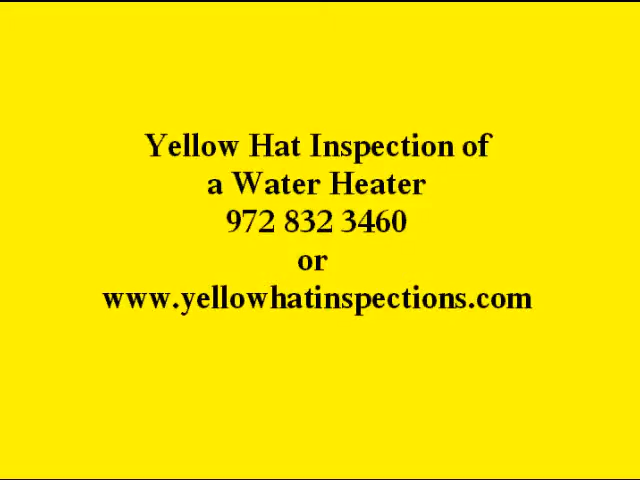 Yellow Hat Inspection of
a Water Heater
972 832 3460
or
www.yellowhatinspections.com